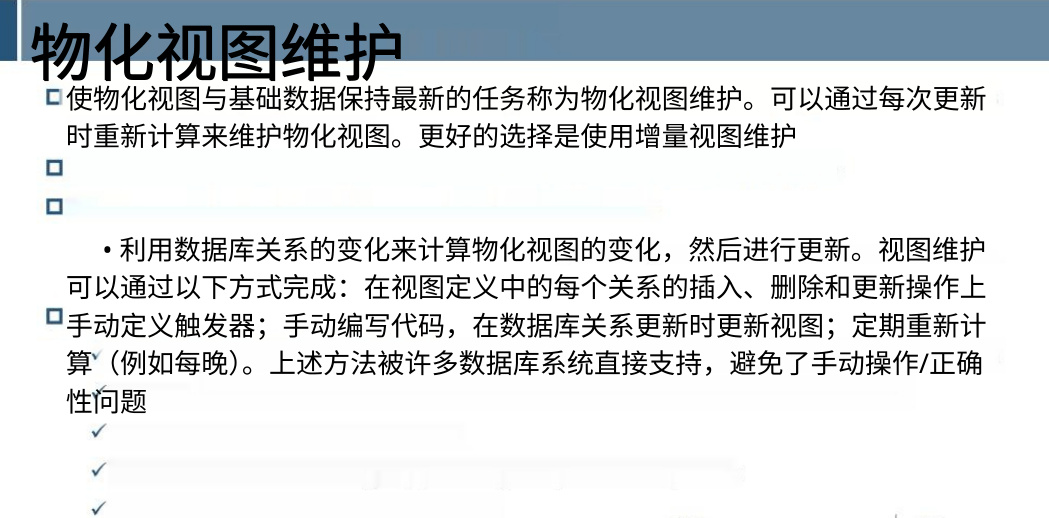 物化视图维护
使物化视图与基础数据保持最新的任务称为物化视图维护。可以通过每次更新
时重新计算来维护物化视图。更好的选择是使用增量视图维护
• 利用数据库关系的变化来计算物化视图的变化，然后进行更新。视图维护
可以通过以下方式完成：在视图定义中的每个关系的插入、删除和更新操作上
手动定义触发器；手动编写代码，在数据库关系更新时更新视图；定期重新计
算（例如每晚）。上述方法被许多数据库系统直接支持，避免了手动操作/正确
性问题